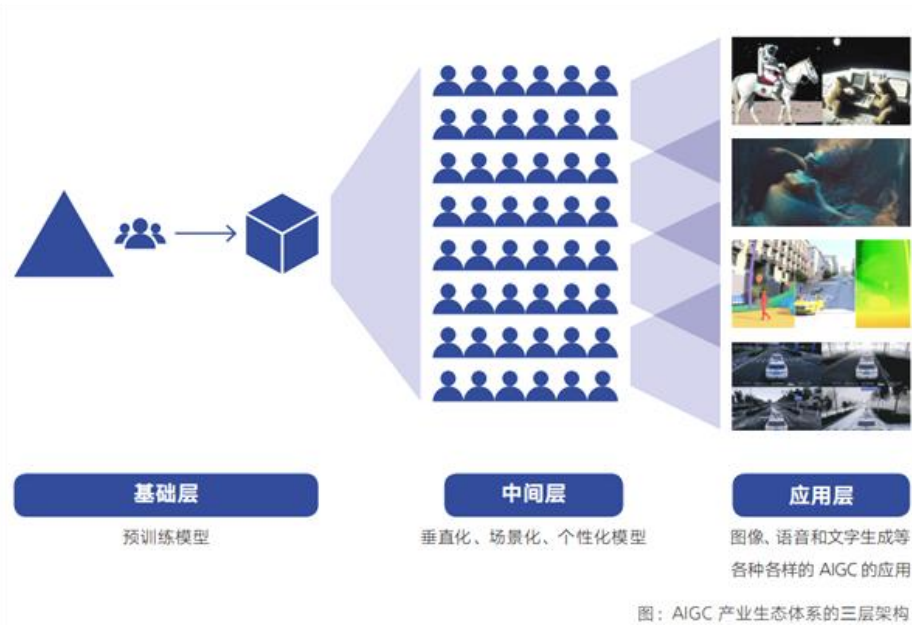 基础层
预训练模型
中间层
垂直化、场景化、个性化模型
应用层
图像、语音和文字生成等
各种各样的 AIGC 的应用
图：AIGC 产业生态体系的三层架构